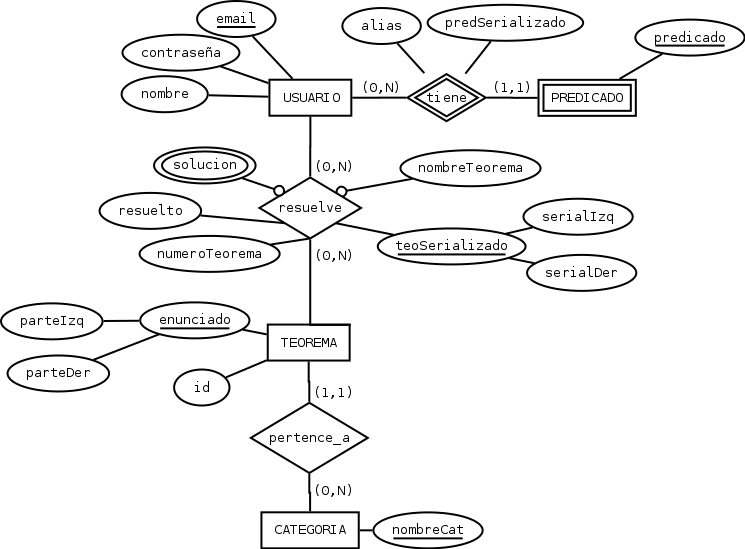 email
alias
predSerializado
predicado
contraseña
nombre
USUARIO
(0,N)
tiene
(1,1)
PREDICADO
solucion
(0,N)
nombreTeorema
resuelto
resuelve
serialIzq
numeroTeorema
(0,N)
teoSerializado
serialDer
parteIzq
enunciado
TEOREMA
parteDer
id
(1,1)
pertence_a
(0,N)
CATEGORIA
nombreCat